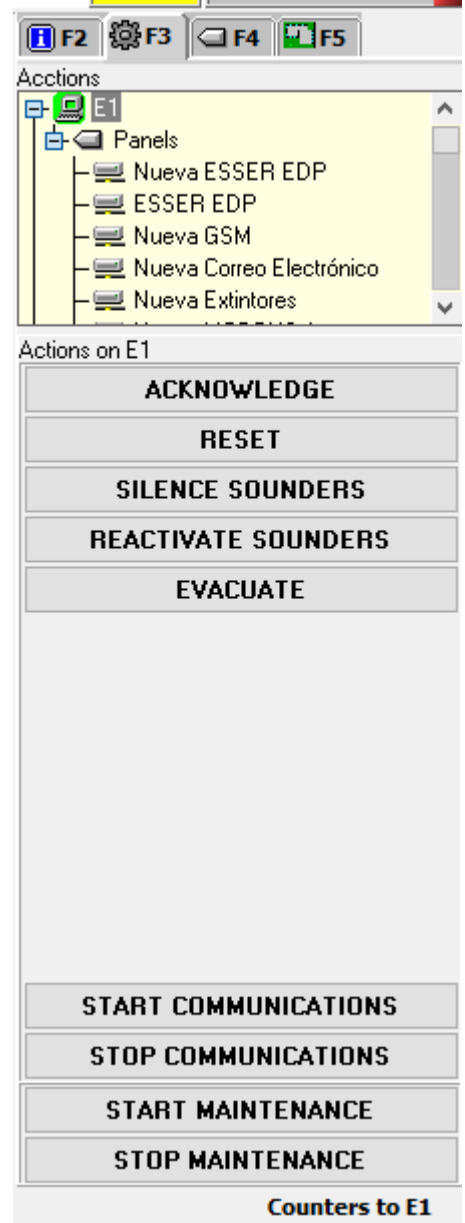 F2 F3 F4 F5
Acctions
E1
Panels
Nueva ESSER EDP
ESSER EDP
Nueva GSM
Nueva Correo Electrónico
Nueva Extintores
Actions on E1
ACKNOWLEDGE
RESET
SILENCE SOUNDERS
REACTIVATE SOUNDERS
EVACUATE
START COMMUNICATIONS
STOP COMMUNICATIONS
START MAINTENANCE
STOP MAINTENANCE
Counters to E1